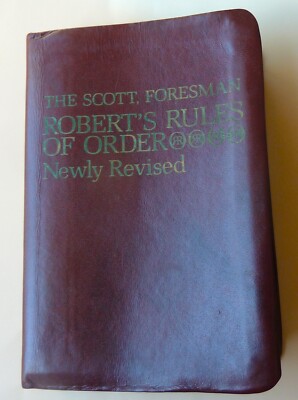 THE SCOTT, FORESMAN
ROBERT'S RULES
OF ORDER
Newly Revised